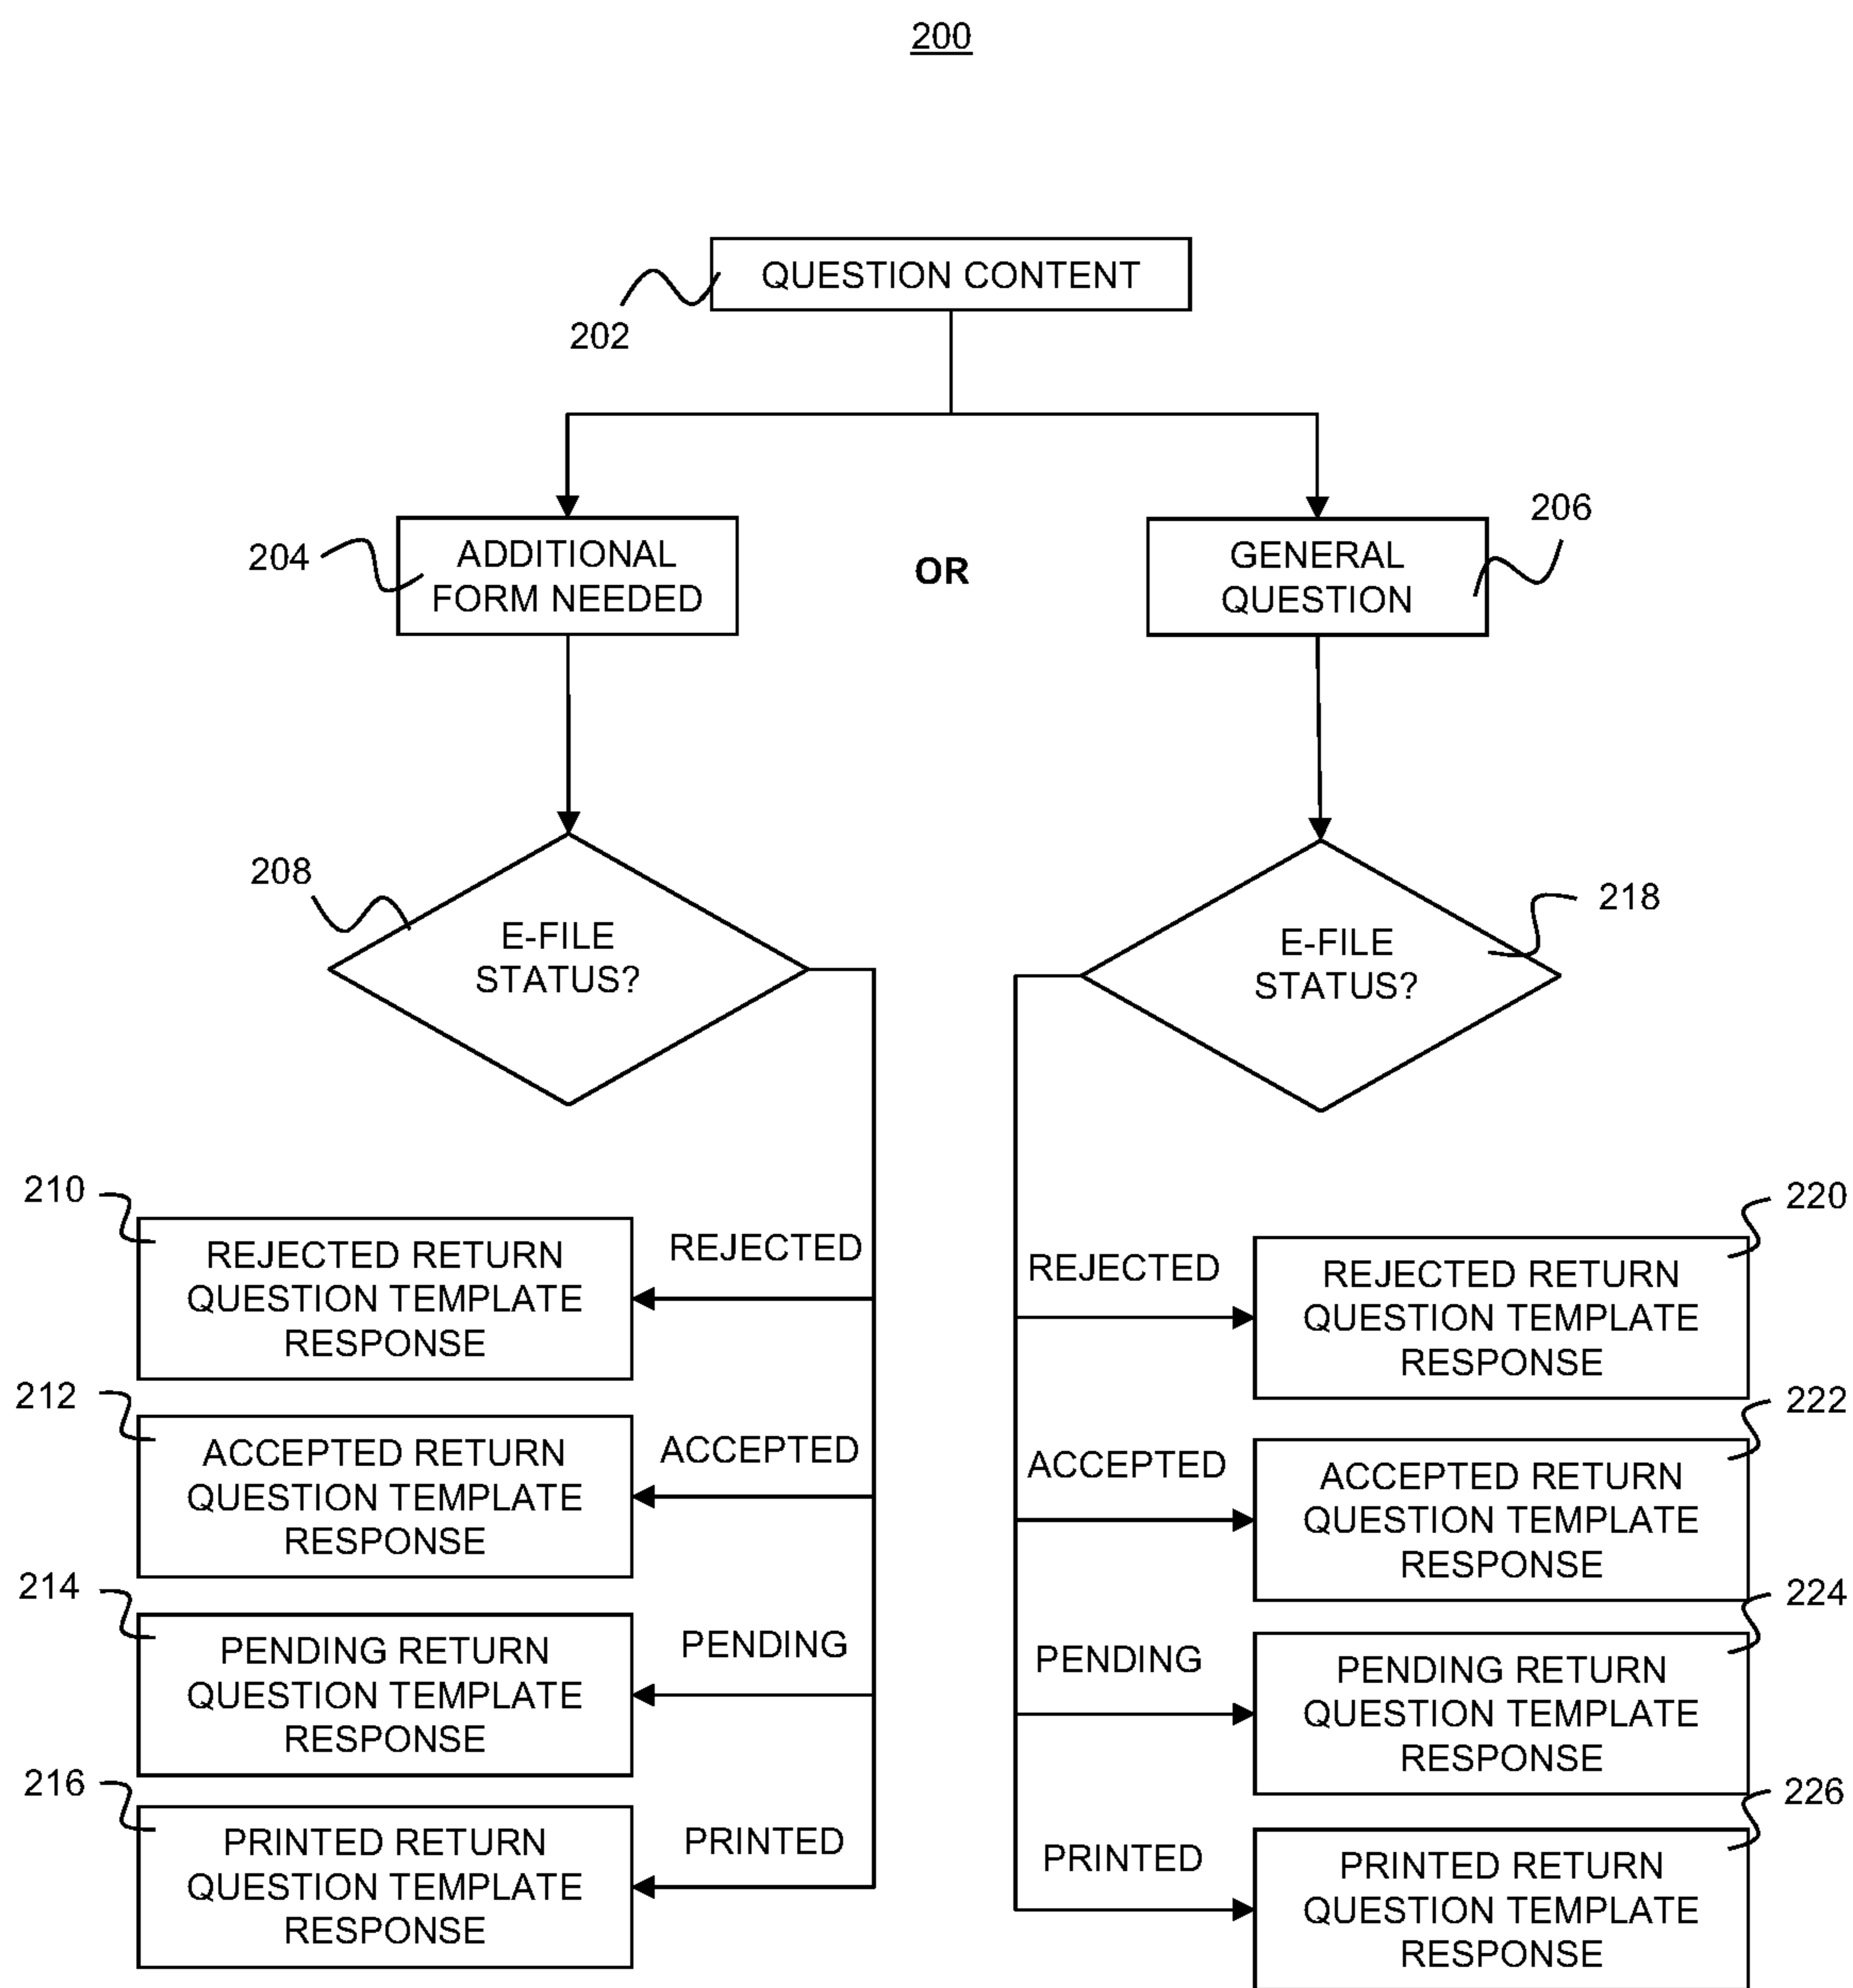 200
QUESTION CONTENT
202
204
ADDITIONAL
FORM NEEDED
OR
GENERAL
QUESTION
206
208
E-FILE
STATUS?
E-FILE
STATUS?
218
210
REJECTED RETURN
QUESTION TEMPLATE
RESPONSE
REJECTED
212
ACCEPTED RETURN
QUESTION TEMPLATE
RESPONSE
ACCEPTED
214
PENDING RETURN
QUESTION TEMPLATE
RESPONSE
PENDING
216
PRINTED RETURN
QUESTION TEMPLATE
RESPONSE
PRINTED
REJECTED
220
REJECTED RETURN
QUESTION TEMPLATE
RESPONSE
ACCEPTED
222
ACCEPTED RETURN
QUESTION TEMPLATE
RESPONSE
PENDING
224
PENDING RETURN
QUESTION TEMPLATE
RESPONSE
PRINTED
226
PRINTED RETURN
QUESTION TEMPLATE
RESPONSE